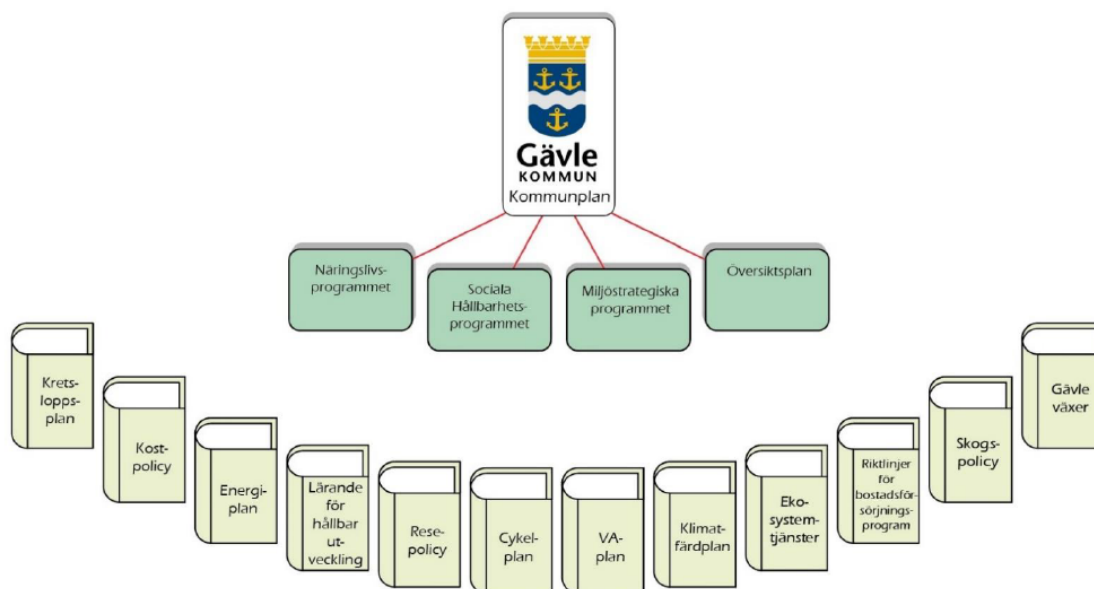 Gävle
KOMMUN
Kommunplan
Näringslivs-
programmet
Sociala
Hållbarhets-
programmet
Miljöstrategiska
programmet
Översiktsplan
Krets-
lopps-
plan
Kost-
policy
Energi-
plan
Lärande
för
hållbar
ut-
veckling
Rese-
policy
Cykel-
plan
VA-
plan
Klimat-
färdplan
Eko-
system-
tjänster
Riktlinjer
för
bostadsför-
sörjnings-
program
Skogs-
policy
Gävle
växer